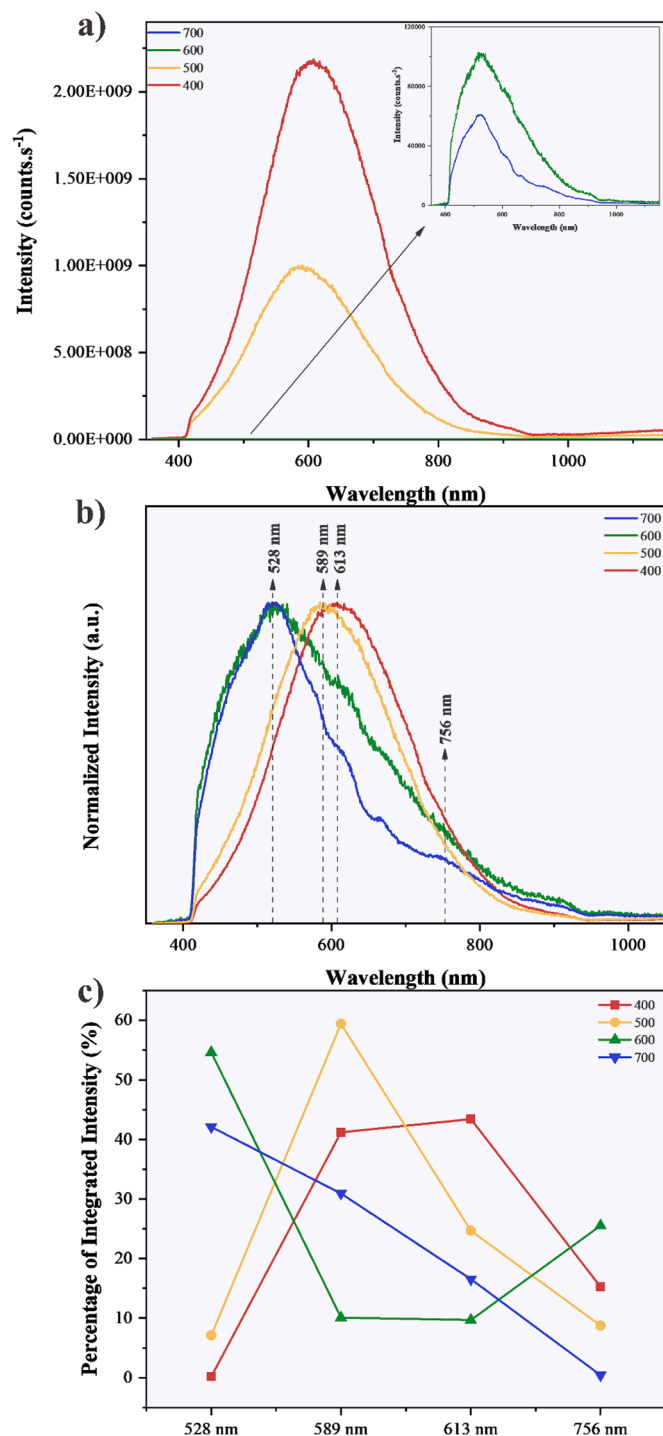 a)
700
600
500
400
2.00E+009
1.50E+009
1.00E+009
5.00E+008
0.00E+000
Intensity (counts.s⁻¹)
400
600
800
1000
Wavelength (nm)
120000
80000
40000
0
Intensity (counts.s⁻¹)
400
600
800
1000
Wavelength (nm)
b)
528 nm
589 nm
613 nm
756 nm
700
600
500
400
Normalized Intensity (a.u.)
400
600
800
1000
Wavelength (nm)
c)
400
500
600
700
60
50
40
30
20
10
0
Percentage of Integrated Intensity (%)
528 nm
589 nm
613 nm
756 nm